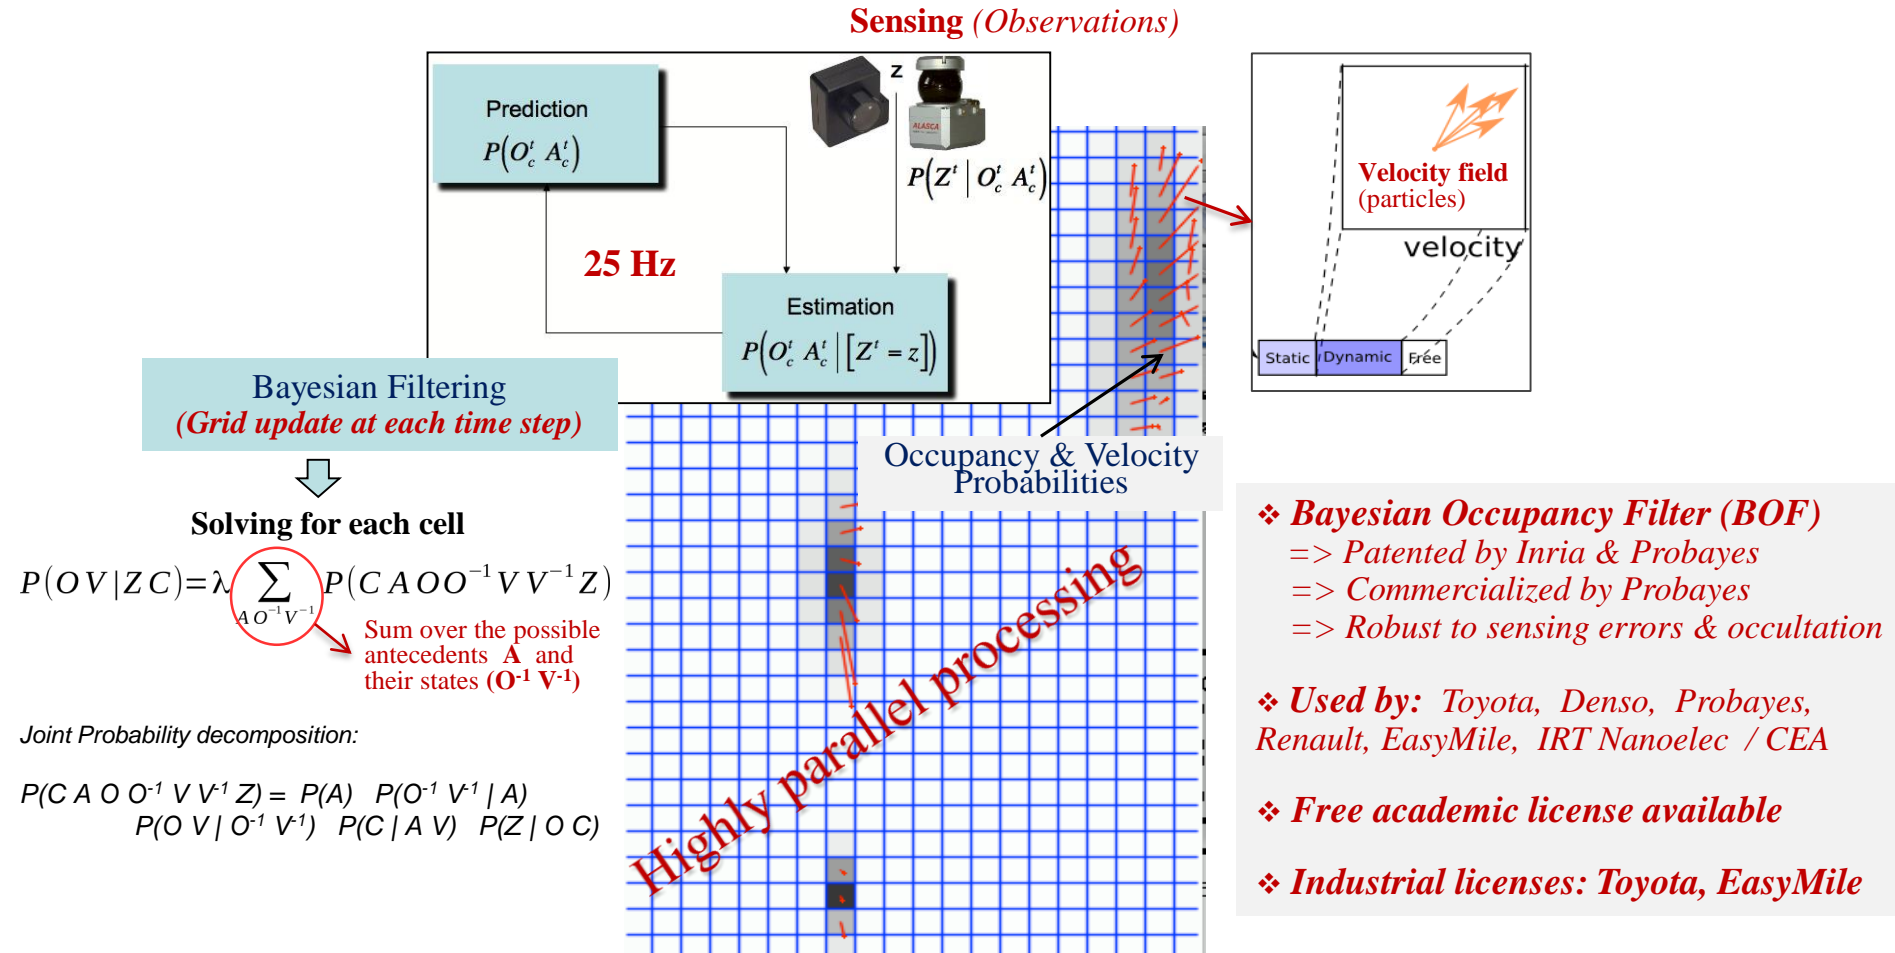 Sensing (Observations)
Prediction
P(O_c^t A_c^t)
z
ALASCA
P(Z^t | O_c^t A_c^t)
25 Hz
Estimation
P(O_c^t A_c^t | [Z^t = z])
Velocity field
(particles)
velocity
Static Dynamic Free
Bayesian Filtering
(Grid update at each time step)
Solving for each cell
P(O V | Z C) = λ ∑ P(C A O O⁻¹ V V⁻¹ Z)
A O⁻¹ V⁻¹
Sum over the possible
antecedents A and
their states (O⁻¹ V⁻¹)
Joint Probability decomposition:
P(C A O O⁻¹ V V⁻¹ Z) = P(A) P(O⁻¹ V⁻¹ | A)
P(O V | O⁻¹ V⁻¹) P(C | A V) P(Z | O C)
Occupancy & Velocity
Probabilities
Highly parallel processing
❖ Bayesian Occupancy Filter (BOF)
=> Patented by Inria & Probayes
=> Commercialized by Probayes
=> Robust to sensing errors & occultation
❖ Used by: Toyota, Denso, Probayes,
Renault, EasyMile, IRT Nanoelec / CEA
❖ Free academic license available
❖ Industrial licenses: Toyota, EasyMile